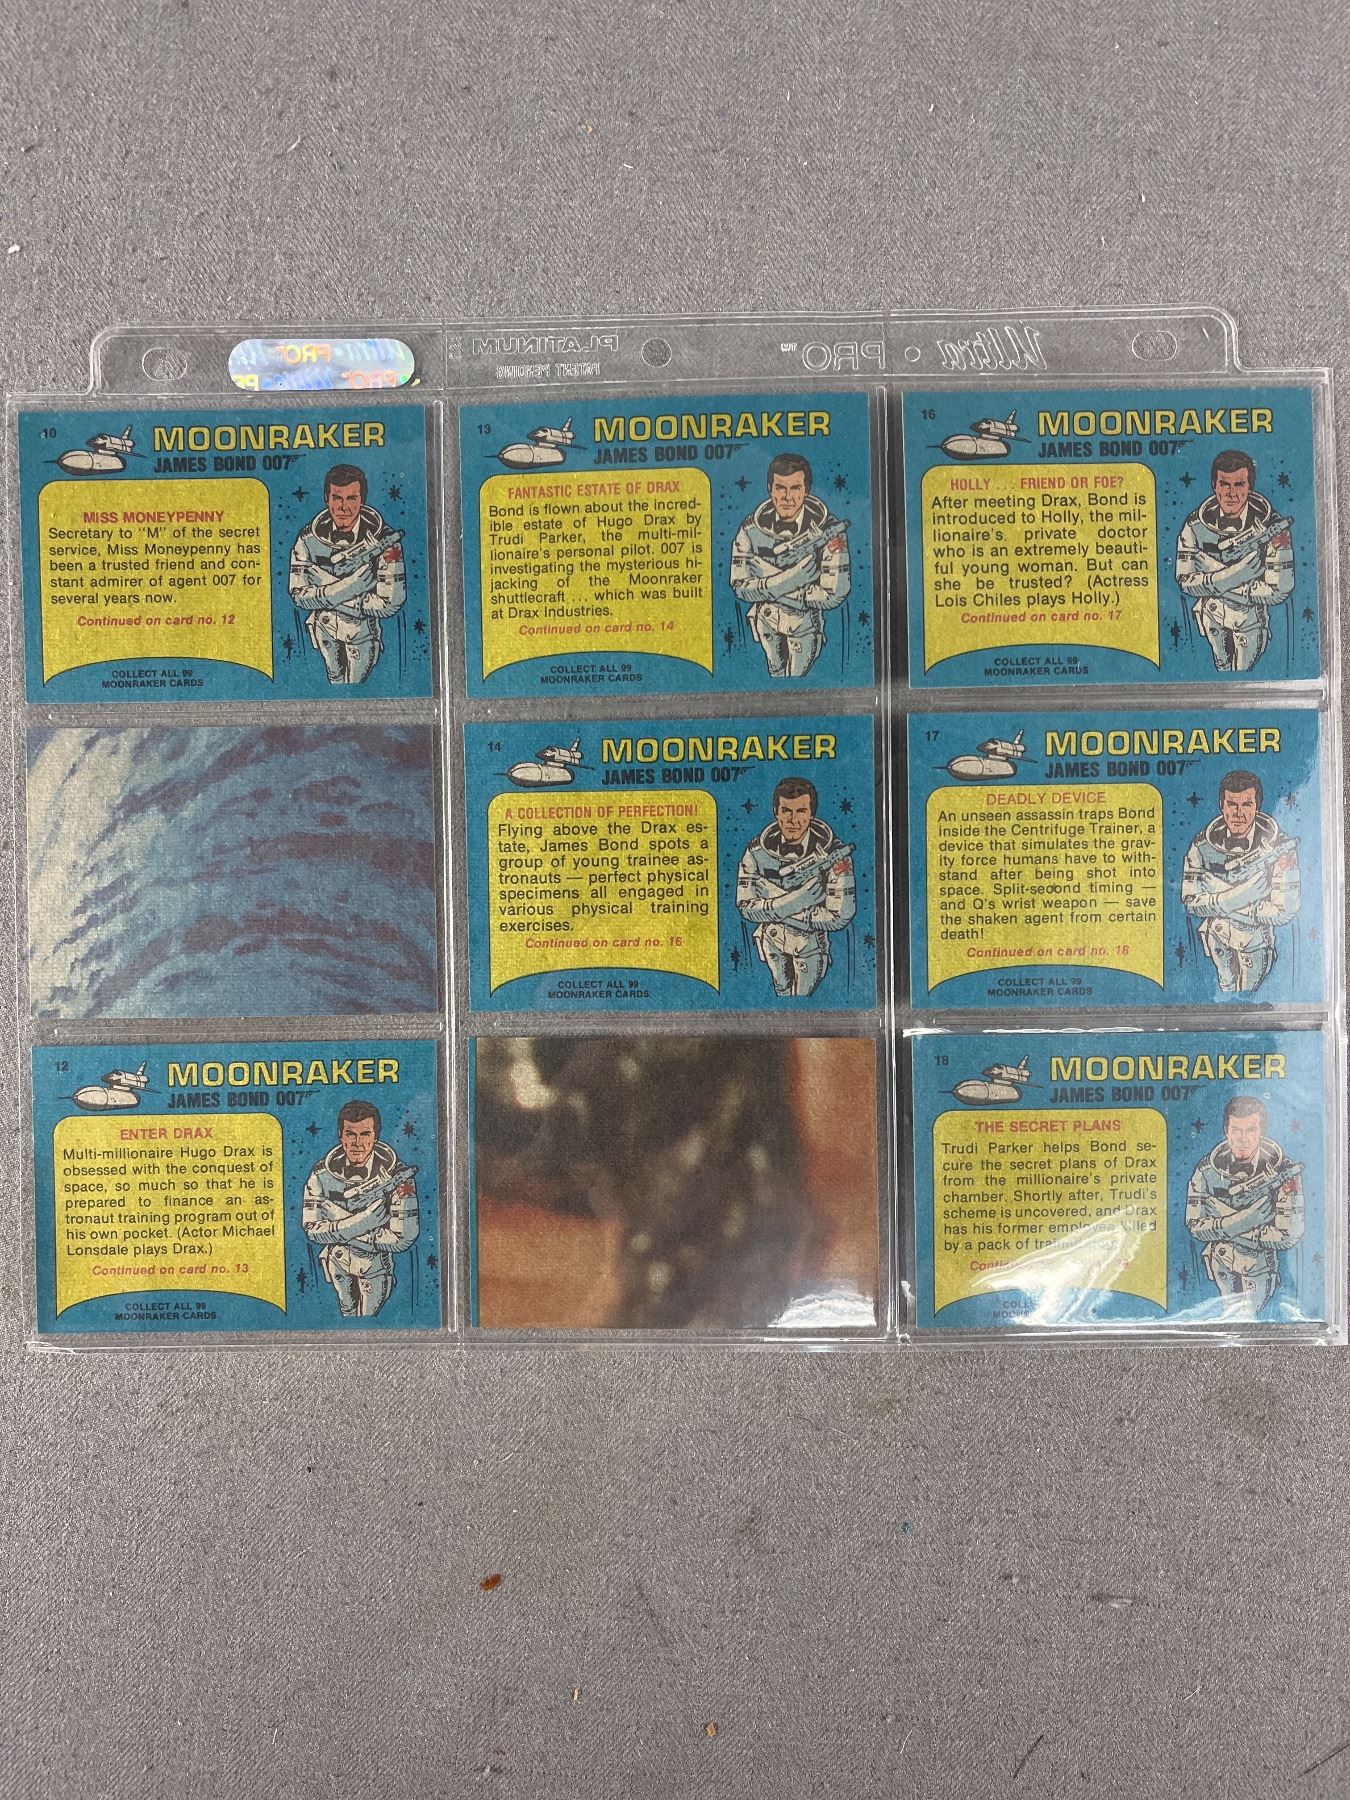 Ultra PRO™
PLATINUM
PATENT PENDING
PRO
10
MOONRAKER
JAMES BOND 007
MISS MONEYPENNY
Secretary to "M" of the secret
service, Miss Moneypenny has
been a trusted friend and con-
stant admirer of agent 007 for
several years now.
Continued on card no. 12
COLLECT ALL 99
MOONRAKER CARDS
13
MOONRAKER
JAMES BOND 007
FANTASTIC ESTATE OF DRAX
Bond is flown about the incred-
ible estate of Hugo Drax by
Trudi Parker, the multi-mil-
lionaire's personal pilot. 007 is
investigating the mysterious hi-
jacking of the Moonraker
shuttlecraft ... which was built
at Drax Industries.
Continued on card no. 14
COLLECT ALL 99
MOONRAKER CARDS
16
MOONRAKER
JAMES BOND 007
HOLLY ... FRIEND OR FOE?
After meeting Drax, Bond is
introduced to Holly, the mil-
lionaire's private doctor
who is an extremely beauti-
ful young woman. But can
she be trusted? (Actress
Lois Chiles plays Holly.)
Continued on card no. 17
COLLECT ALL 99
MOONRAKER CARDS
14
MOONRAKER
JAMES BOND 007
A COLLECTION OF PERFECTION!
Flying above the Drax es-
tate, James Bond spots a
group of young trainee as-
tronauts — perfect physical
specimens all engaged in
various physical training
exercises.
Continued on card no. 16
COLLECT ALL 99
MOONRAKER CARDS
17
MOONRAKER
JAMES BOND 007
DEADLY DEVICE
An unseen assassin traps Bond
inside the Centrifuge Trainer, a
device that simulates the grav-
ity force humans have to with-
stand after being shot into
space. Split-second timing —
and Q's wrist weapon — save
the shaken agent from certain
death!
Continued on card no. 18
COLLECT ALL 99
MOONRAKER CARDS
12
MOONRAKER
JAMES BOND 007
ENTER DRAX
Multi-millionaire Hugo Drax is
obsessed with the conquest of
space, so much so that he is
prepared to finance an as-
tronaut training program out of
his own pocket. (Actor Michael
Lonsdale plays Drax.)
Continued on card no. 13
COLLECT ALL 99
MOONRAKER CARDS
18
MOONRAKER
JAMES BOND 007
THE SECRET PLANS
Trudi Parker helps Bond se-
cure the secret plans of Drax
from the millionaire's private
chamber. Shortly after, Trudi's
scheme is uncovered, and Drax
has his former employee killed
by a pack of